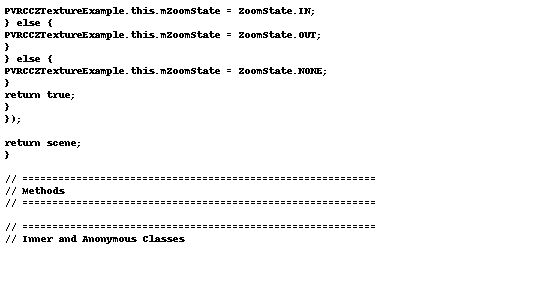 PVRCCZTextureExample.this.mZoomState = ZoomState.IN;
} else {
PVRCCZTextureExample.this.mZoomState = ZoomState.OUT;
}
} else {
PVRCCZTextureExample.this.mZoomState = ZoomState.NONE;
}
return true;
}
});

return scene;
}

// ===========================================================
// Methods
// ===========================================================

// ===========================================================
// Inner and Anonymous Classes